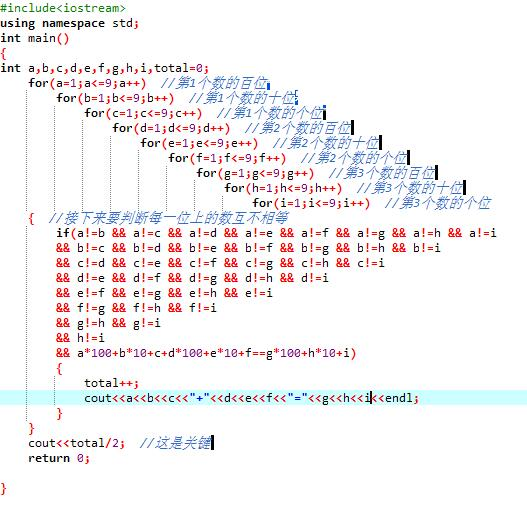 #include<iostream>
using namespace std;
int main()
{
int a,b,c,d,e,f,g,h,i,total=0;
for(a=1;a<=9;a++) //第1个数的百位
for(b=1;b<=9;b++) //第1个数的十位
for(c=1;c<=9;c++) //第1个数的个位
for(d=1;d<=9;d++) //第2个数的百位
for(e=1;e<=9;e++) //第2个数的十位
for(f=1;f<=9;f++) //第2个数的个位
for(g=1;g<=9;g++) //第3个数的百位
for(h=1;h<=9;h++) //第3个数的十位
for(i=1;i<=9;i++) //第3个数的个位
{ //接下来要判断每一位上的数互不相等
if(a!=b && a!=c && a!=d && a!=e && a!=f && a!=g && a!=h && a!=i
&& b!=c && b!=d && b!=e && b!=f && b!=g && b!=h && b!=i
&& c!=d && c!=e && c!=f && c!=g && c!=h && c!=i
&& d!=e && d!=f && d!=g && d!=h && d!=i
&& e!=f && e!=g && e!=h && e!=i
&& f!=g && f!=h && f!=i
&& g!=h && g!=i
&& h!=i
&& a*100+b*10+c+d*100+e*10+f==g*100+h*10+i)
{
total++;
cout<<a<<b<<c<<"+"<<d<<e<<f<<"="<<g<<h<<i<<endl;
}
}
cout<<total/2; //这是关键
return 0;
}